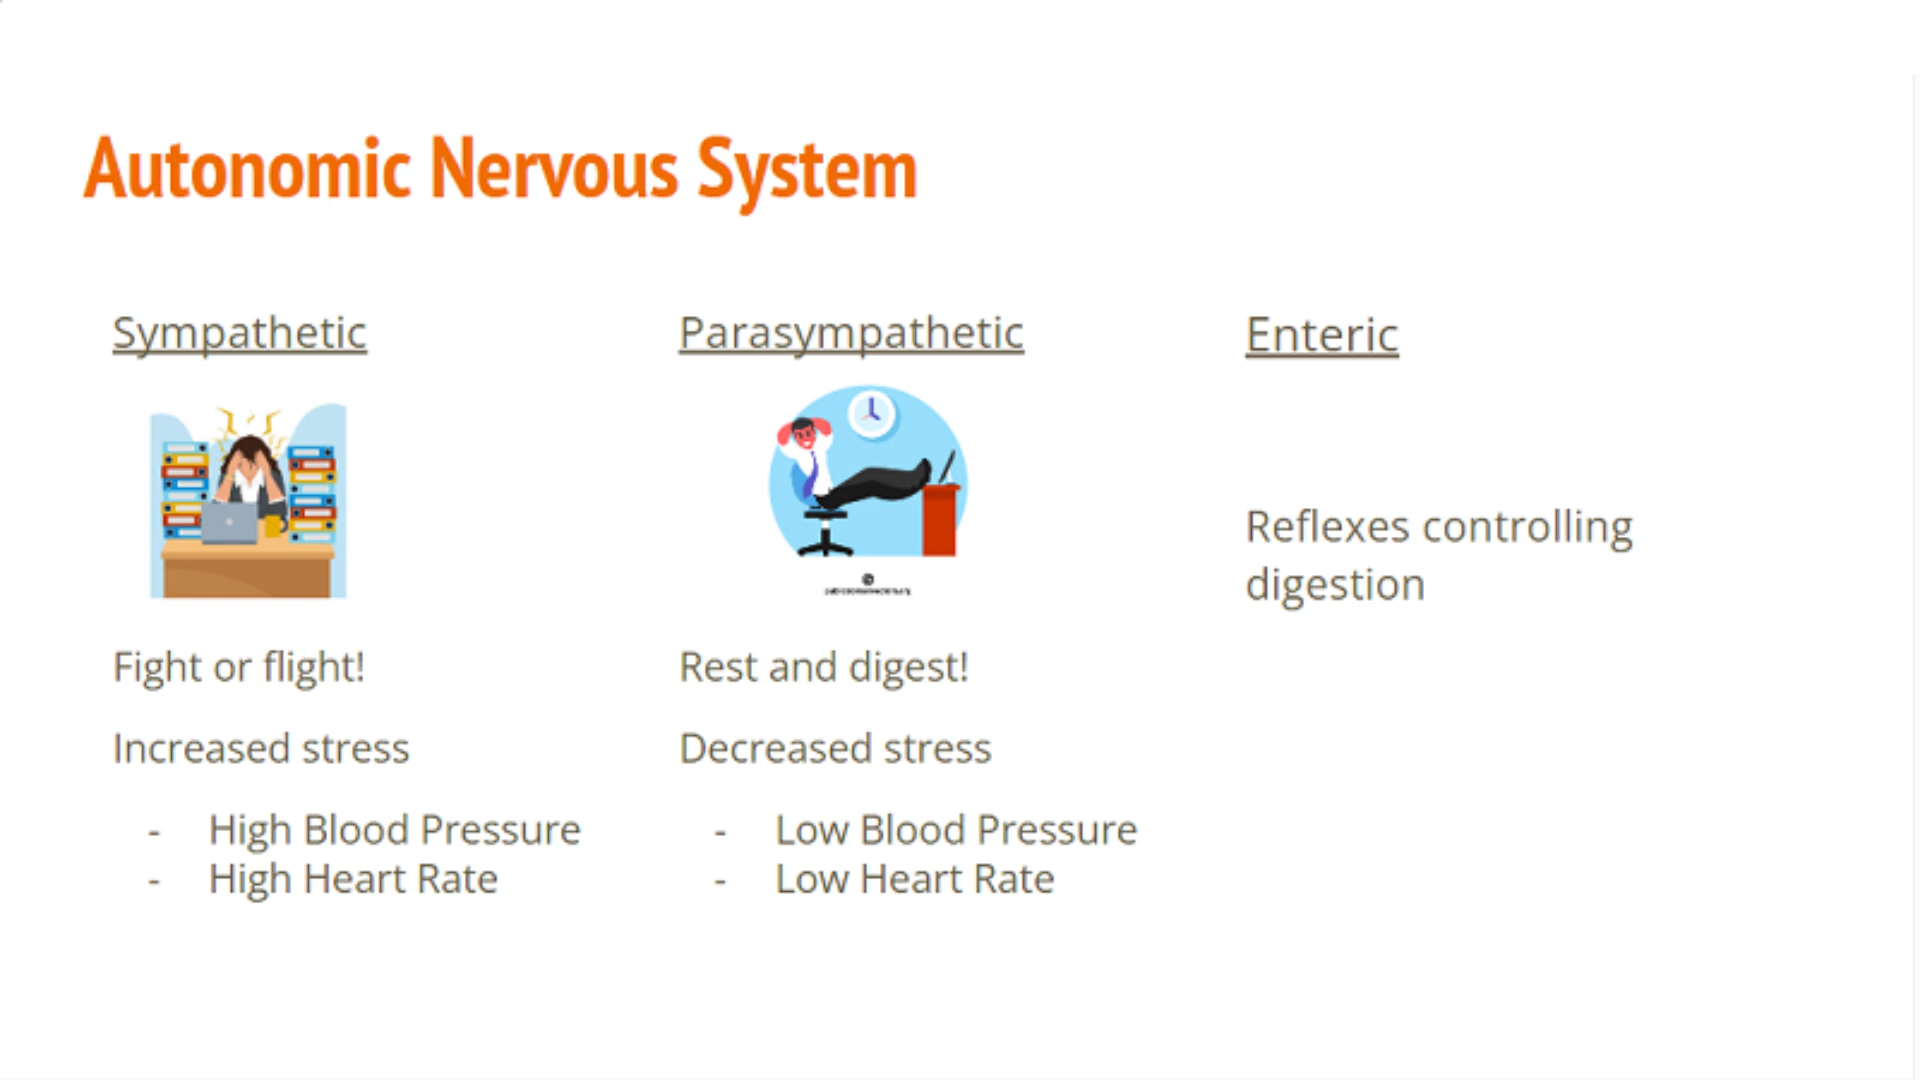 Autonomic Nervous System
Sympathetic
Fight or flight!
Increased stress
- High Blood Pressure
- High Heart Rate
Parasympathetic
Rest and digest!
Decreased stress
- Low Blood Pressure
- Low Heart Rate
Enteric
Reflexes controlling
digestion